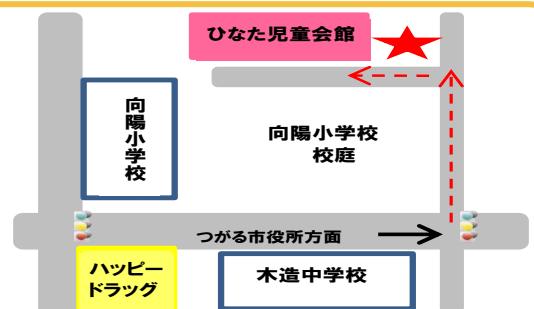 ひなた児童会館
向陽小学校
向陽小学校
校庭
つがる市役所方面
ハッピー
ドラッグ
木造中学校